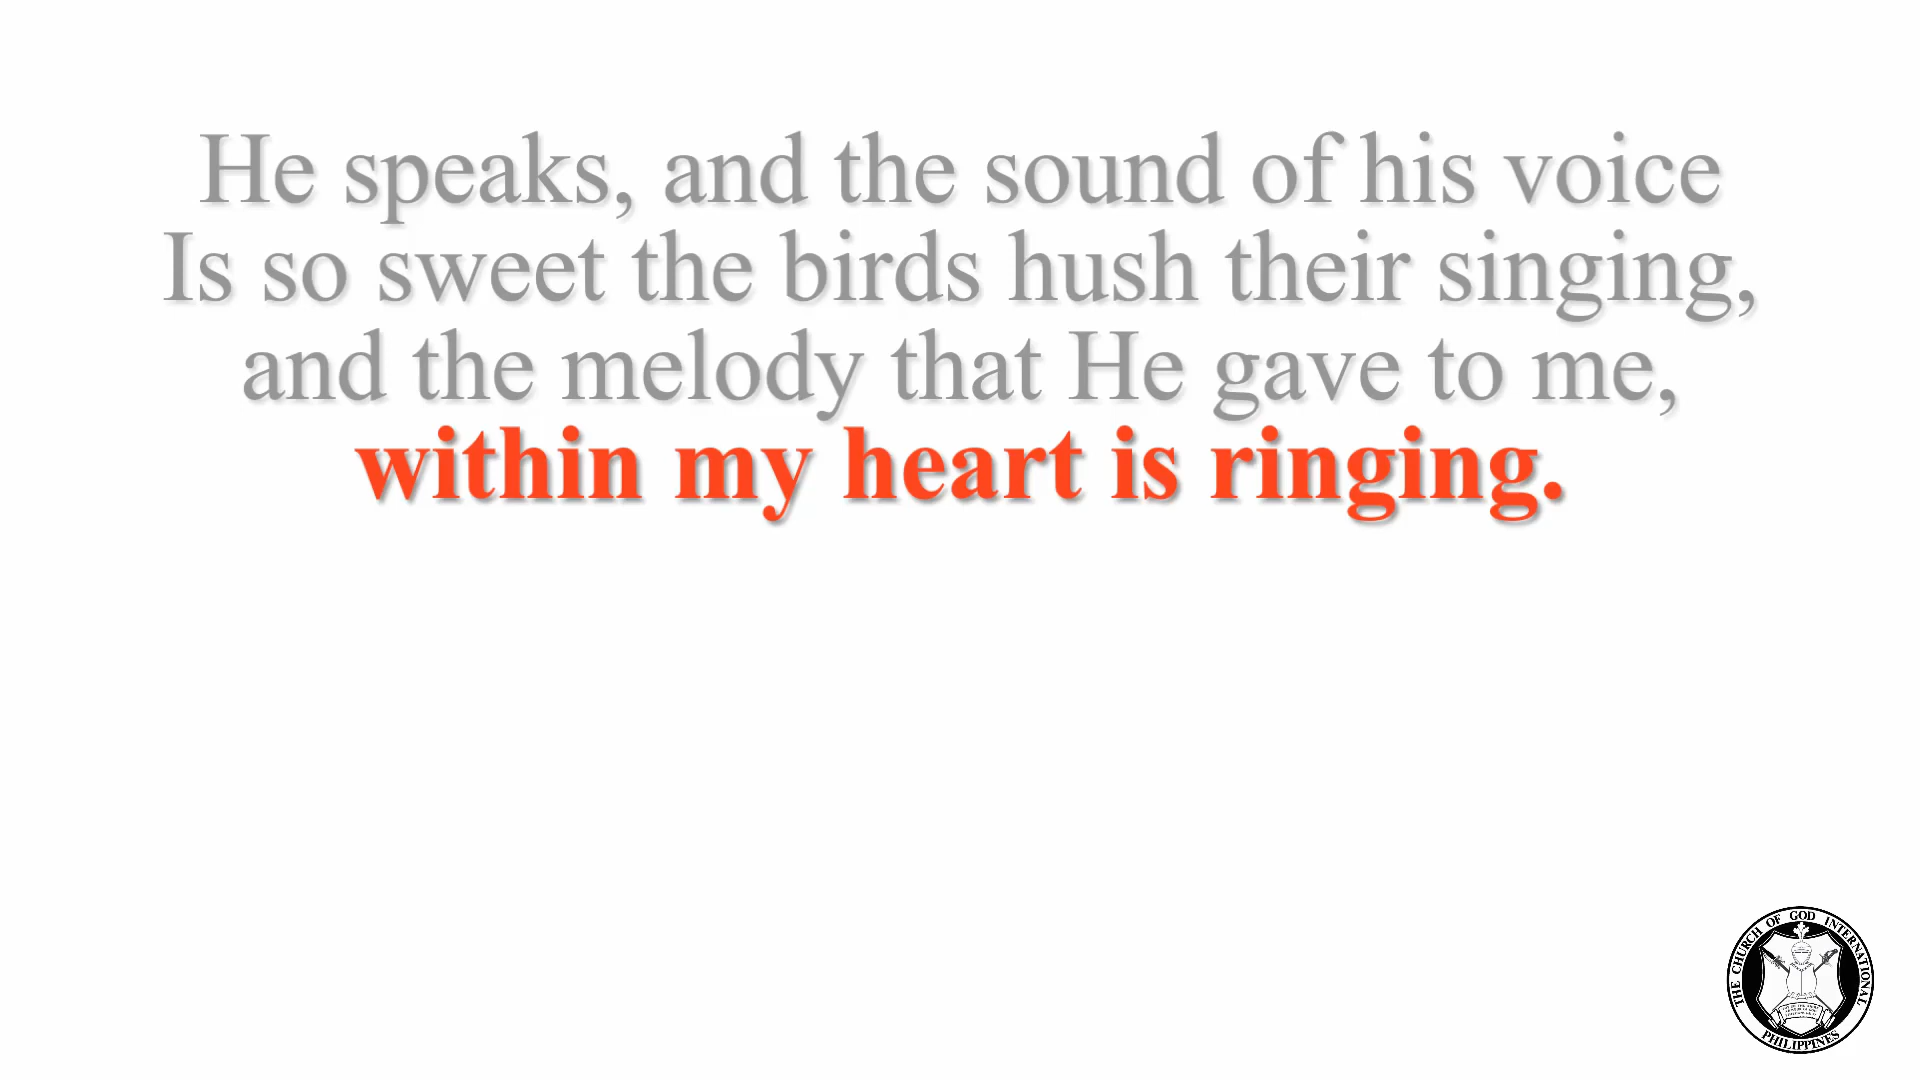 He speaks, and the sound of his voice
Is so sweet the birds hush their singing,
and the melody that He gave to me,
within my heart is ringing.
THE CHURCH OF GOD INTERNATIONAL
PHILIPPINES